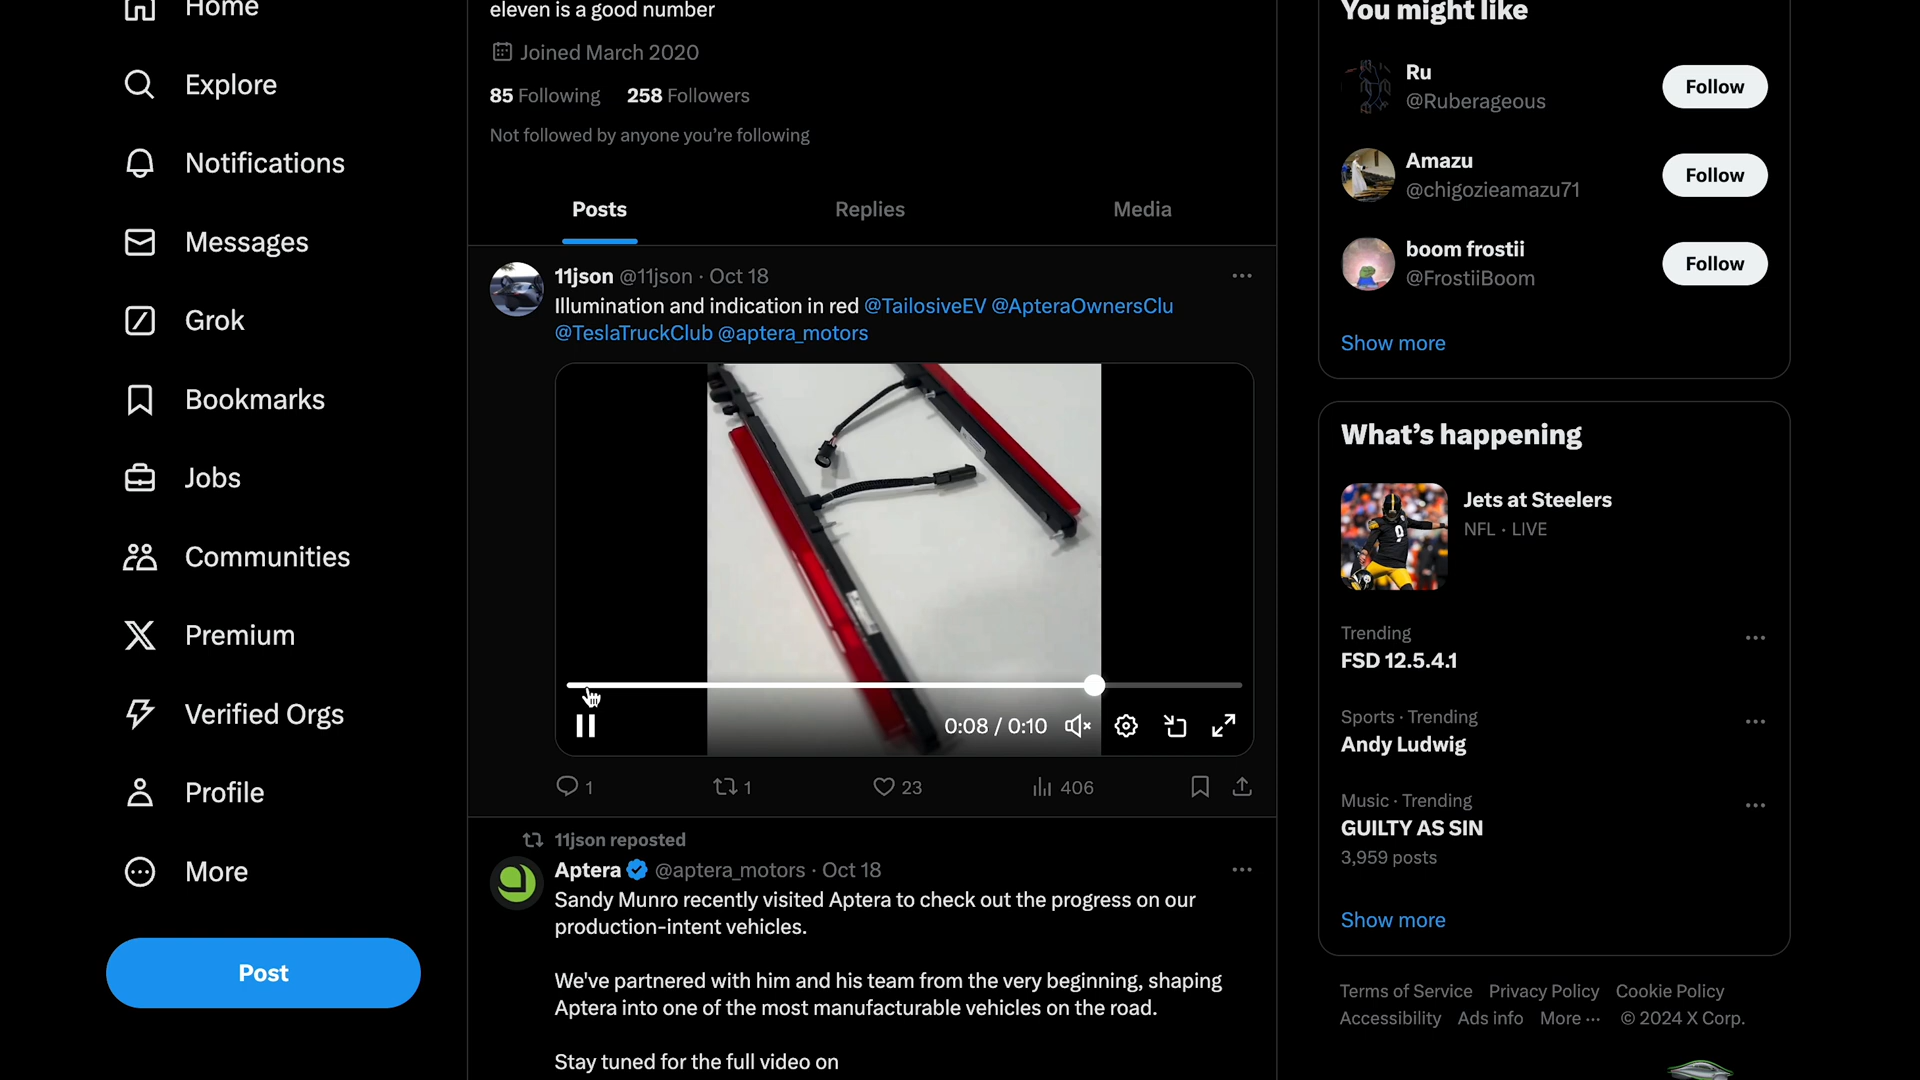 Home
Explore
Notifications
Messages
Grok
Bookmarks
Jobs
Communities
Premium
Verified Orgs
Profile
More
Post
eleven is a good number
Joined March 2020
85 Following 258 Followers
Not followed by anyone you're following
Posts Replies Media
11json @11json · Oct 18
Illumination and indication in red @TailosiveEV @ApteraOwnersClu
@TeslaTruckClub @aptera_motors
0:08 / 0:10
1 1 23 406
11json reposted
Aptera @aptera_motors · Oct 18
Sandy Munro recently visited Aptera to check out the progress on our
production-intent vehicles.
We've partnered with him and his team from the very beginning, shaping
Aptera into one of the most manufacturable vehicles on the road.
Stay tuned for the full video on
You might like
Ru
@Ruberageous
Follow
Amazu
@chigozieamazu71
Follow
boom frostii
@FrostiiBoom
Follow
Show more
What's happening
Jets at Steelers
NFL · LIVE
9
Trending
FSD 12.5.4.1
Sports · Trending
Andy Ludwig
Music · Trending
GUILTY AS SIN
3,959 posts
Show more
Terms of Service Privacy Policy Cookie Policy
Accessibility Ads info More ··· © 2024 X Corp.